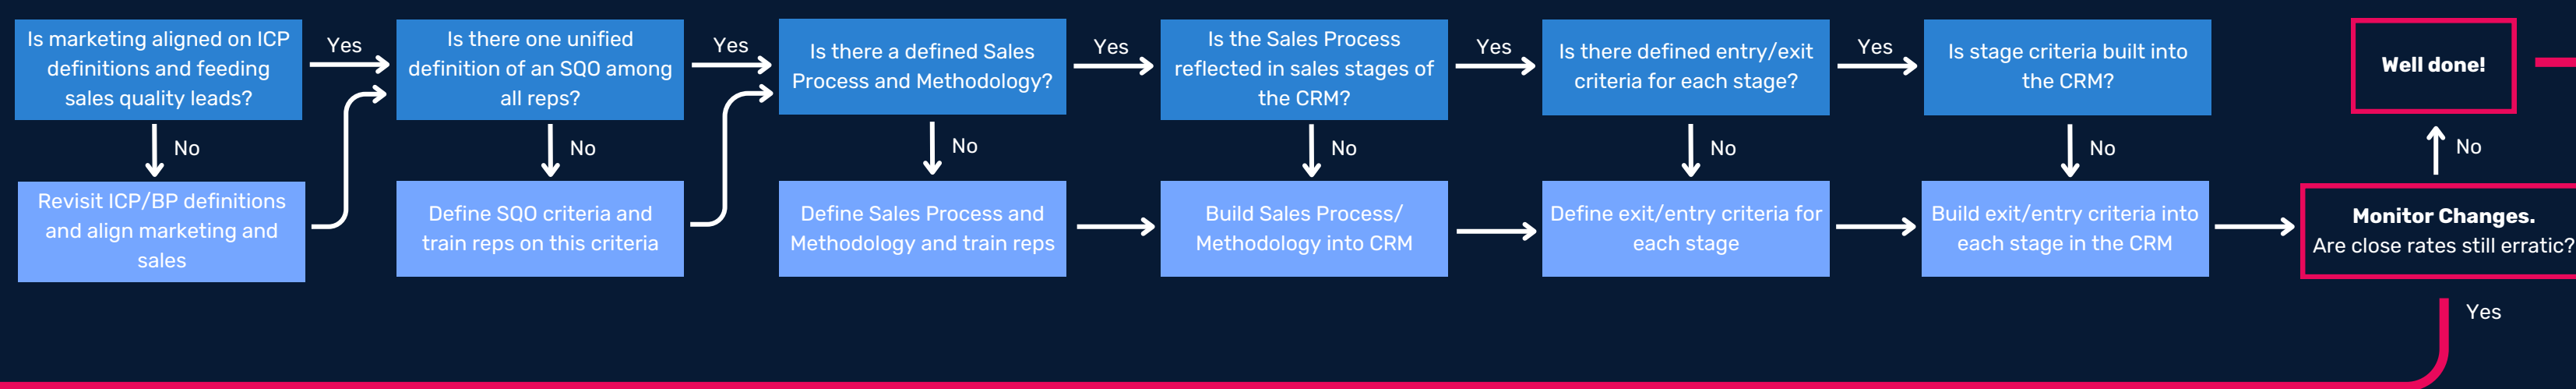 Is marketing aligned on ICP
definitions and feeding
sales quality leads?
Yes
Is there one unified
definition of an SQO among
all reps?
Yes
Is there a defined Sales
Process and Methodology?
Yes
Is the Sales Process
reflected in sales stages of
the CRM?
Yes
Is there defined entry/exit
criteria for each stage?
Yes
Is stage criteria built into
the CRM?
Well done!
No
No
No
No
No
No
No
Revisit ICP/BP definitions
and align marketing and
sales
Define SQO criteria and
train reps on this criteria
Define Sales Process and
Methodology and train reps
Build Sales Process/
Methodology into CRM
Define exit/entry criteria for
each stage
Build exit/entry criteria into
each stage in the CRM
Monitor Changes.
Are close rates still erratic?
Yes